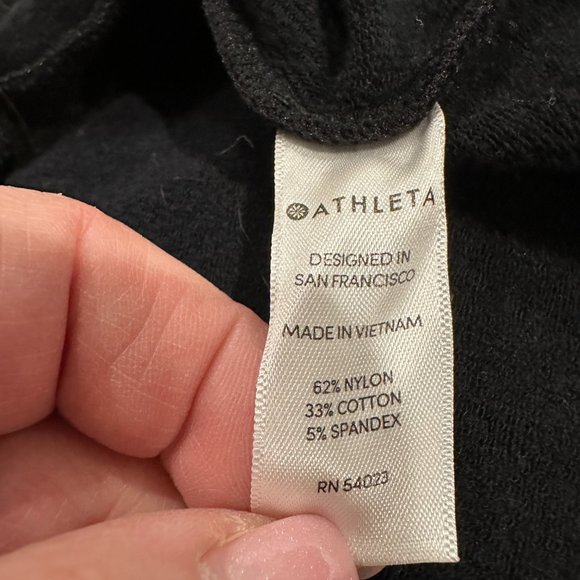 ATHLETA
DESIGNED IN
SAN FRANCISCO
MADE IN VIETNAM
62% NYLON
33% COTTON
5% SPANDEX
RN 54023